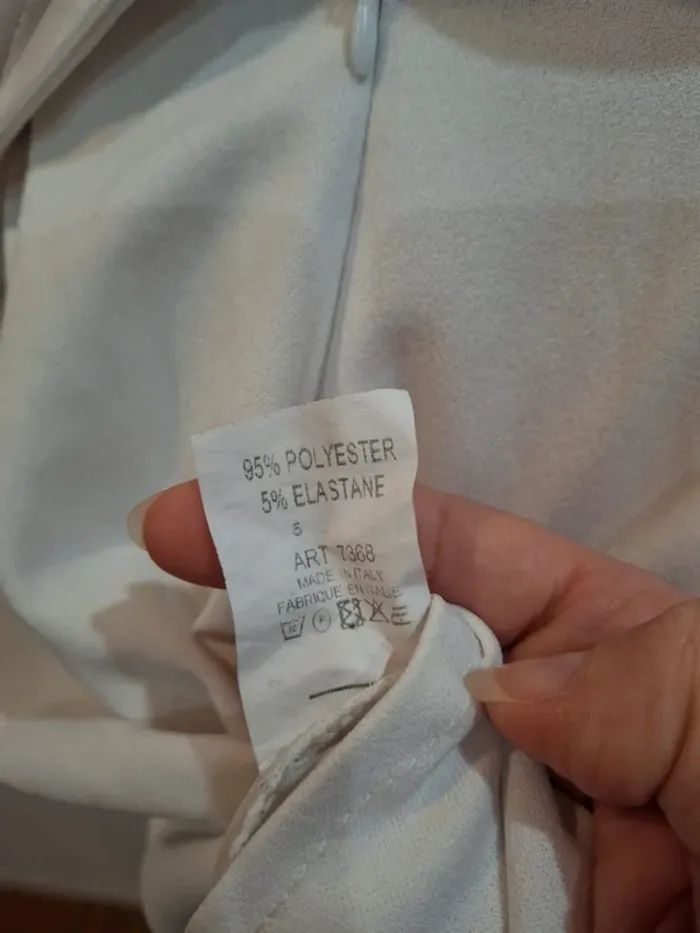 95% POLYESTER
5% ELASTANE
5
ART 7368
MADE IN ITALY
FABRIQUE EN ITALIE